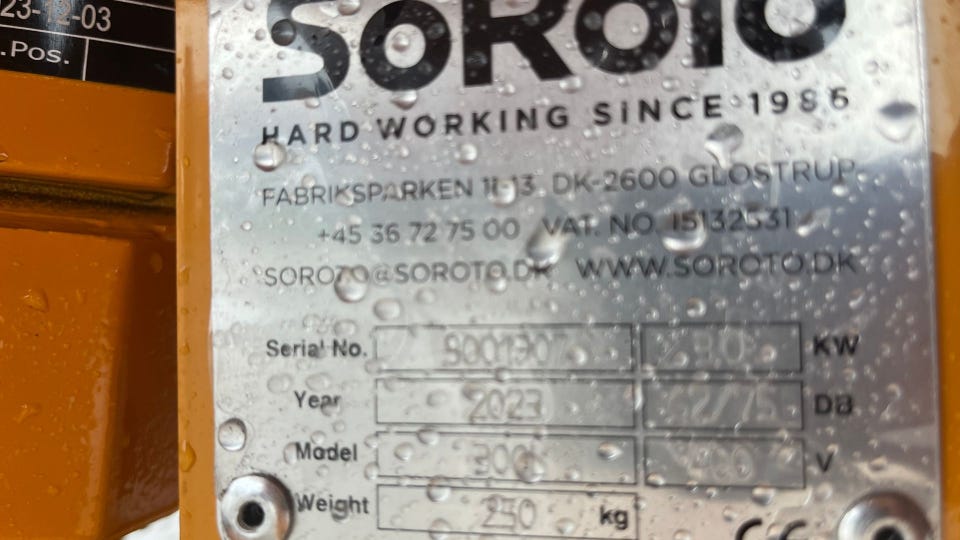 SOROTO
HARD WORKING SINCE 1986
FABRIKSPARKEN 11-13, DK-2600 GLOSTRUP
+45 36 72 75 00 VAT. NO. 15132531
SOROTO@SOROTO.DK WWW.SOROTO.DK
Serial No. KW
Year 2023 DB
Model V
Weight kg
CE
23-12-03
.Pos.